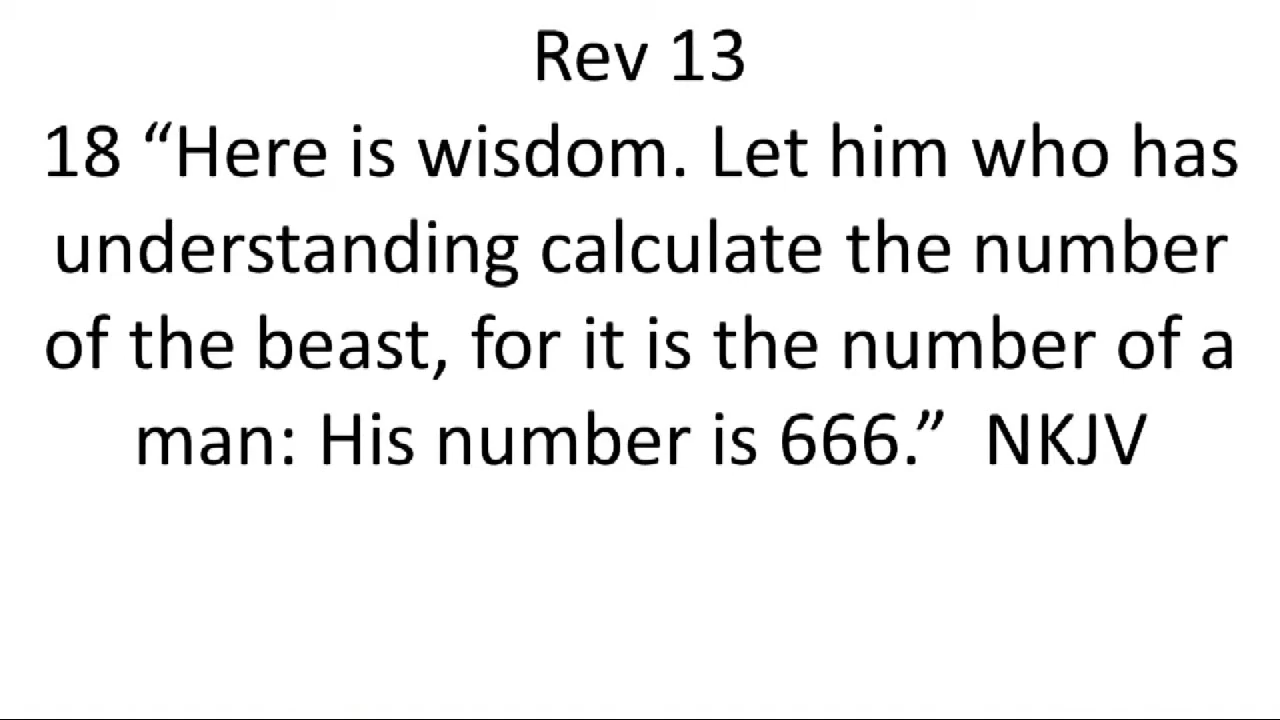 Rev 13
18 “Here is wisdom. Let him who has
understanding calculate the number
of the beast, for it is the number of a
man: His number is 666.”  NKJV